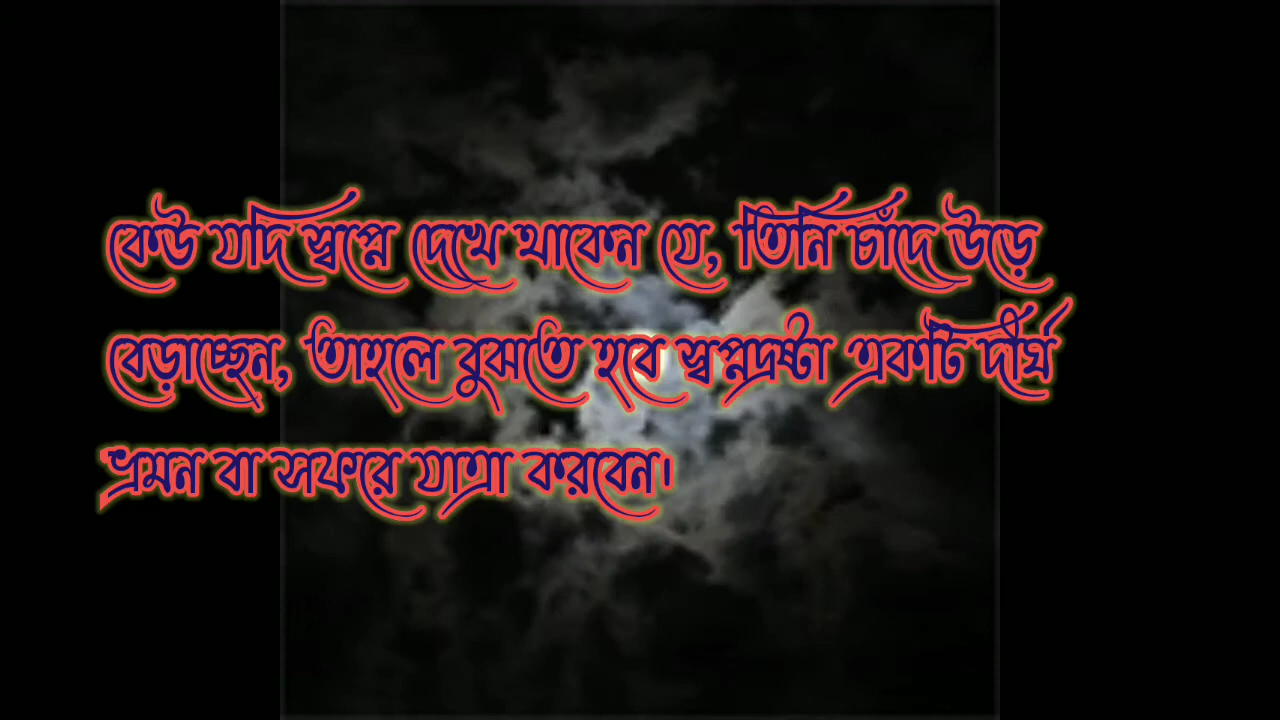 কেউ যদি স্বপ্নে দেখে থাকেন যে, তিনি চাঁদে উড়ে
বেড়াচ্ছেন, তাহলে বুঝতে হবে স্বপ্নদ্রষ্টা একটি দীর্ঘ
ভ্রমন বা সফরে যাত্রা করবেন।